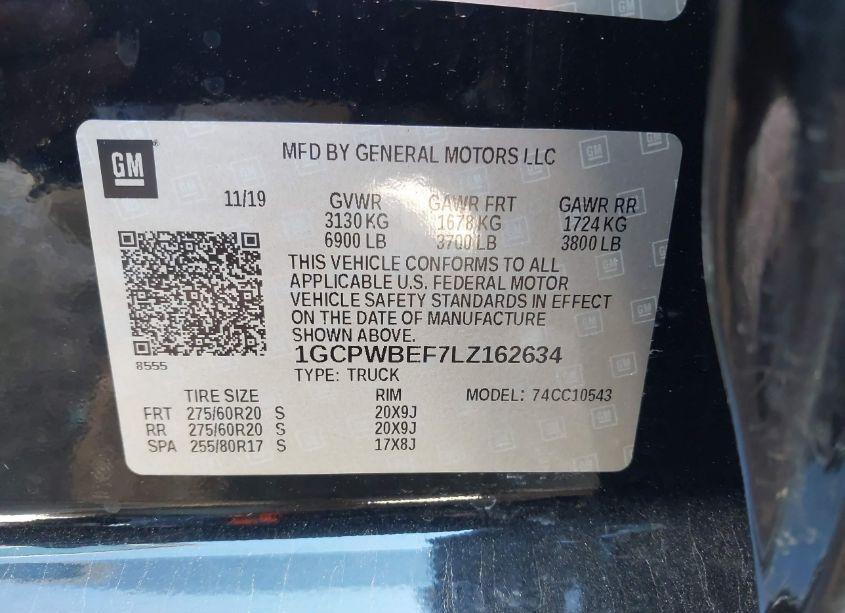 GM
MFD BY GENERAL MOTORS LLC
11/19 GVWR GAWR FRT GAWR RR
3130 KG 1678 KG 1724 KG
6900 LB 3700 LB 3800 LB
THIS VEHICLE CONFORMS TO ALL
APPLICABLE U.S. FEDERAL MOTOR
VEHICLE SAFETY STANDARDS IN EFFECT
ON THE DATE OF MANUFACTURE
SHOWN ABOVE.
8555
1GCPWBEF7LZ162634
TYPE: TRUCK
TIRE SIZE RIM MODEL: 74CC10543
FRT 275/60R20 S 20X9J
RR 275/60R20 S 20X9J
SPA 255/80R17 S 17X8J